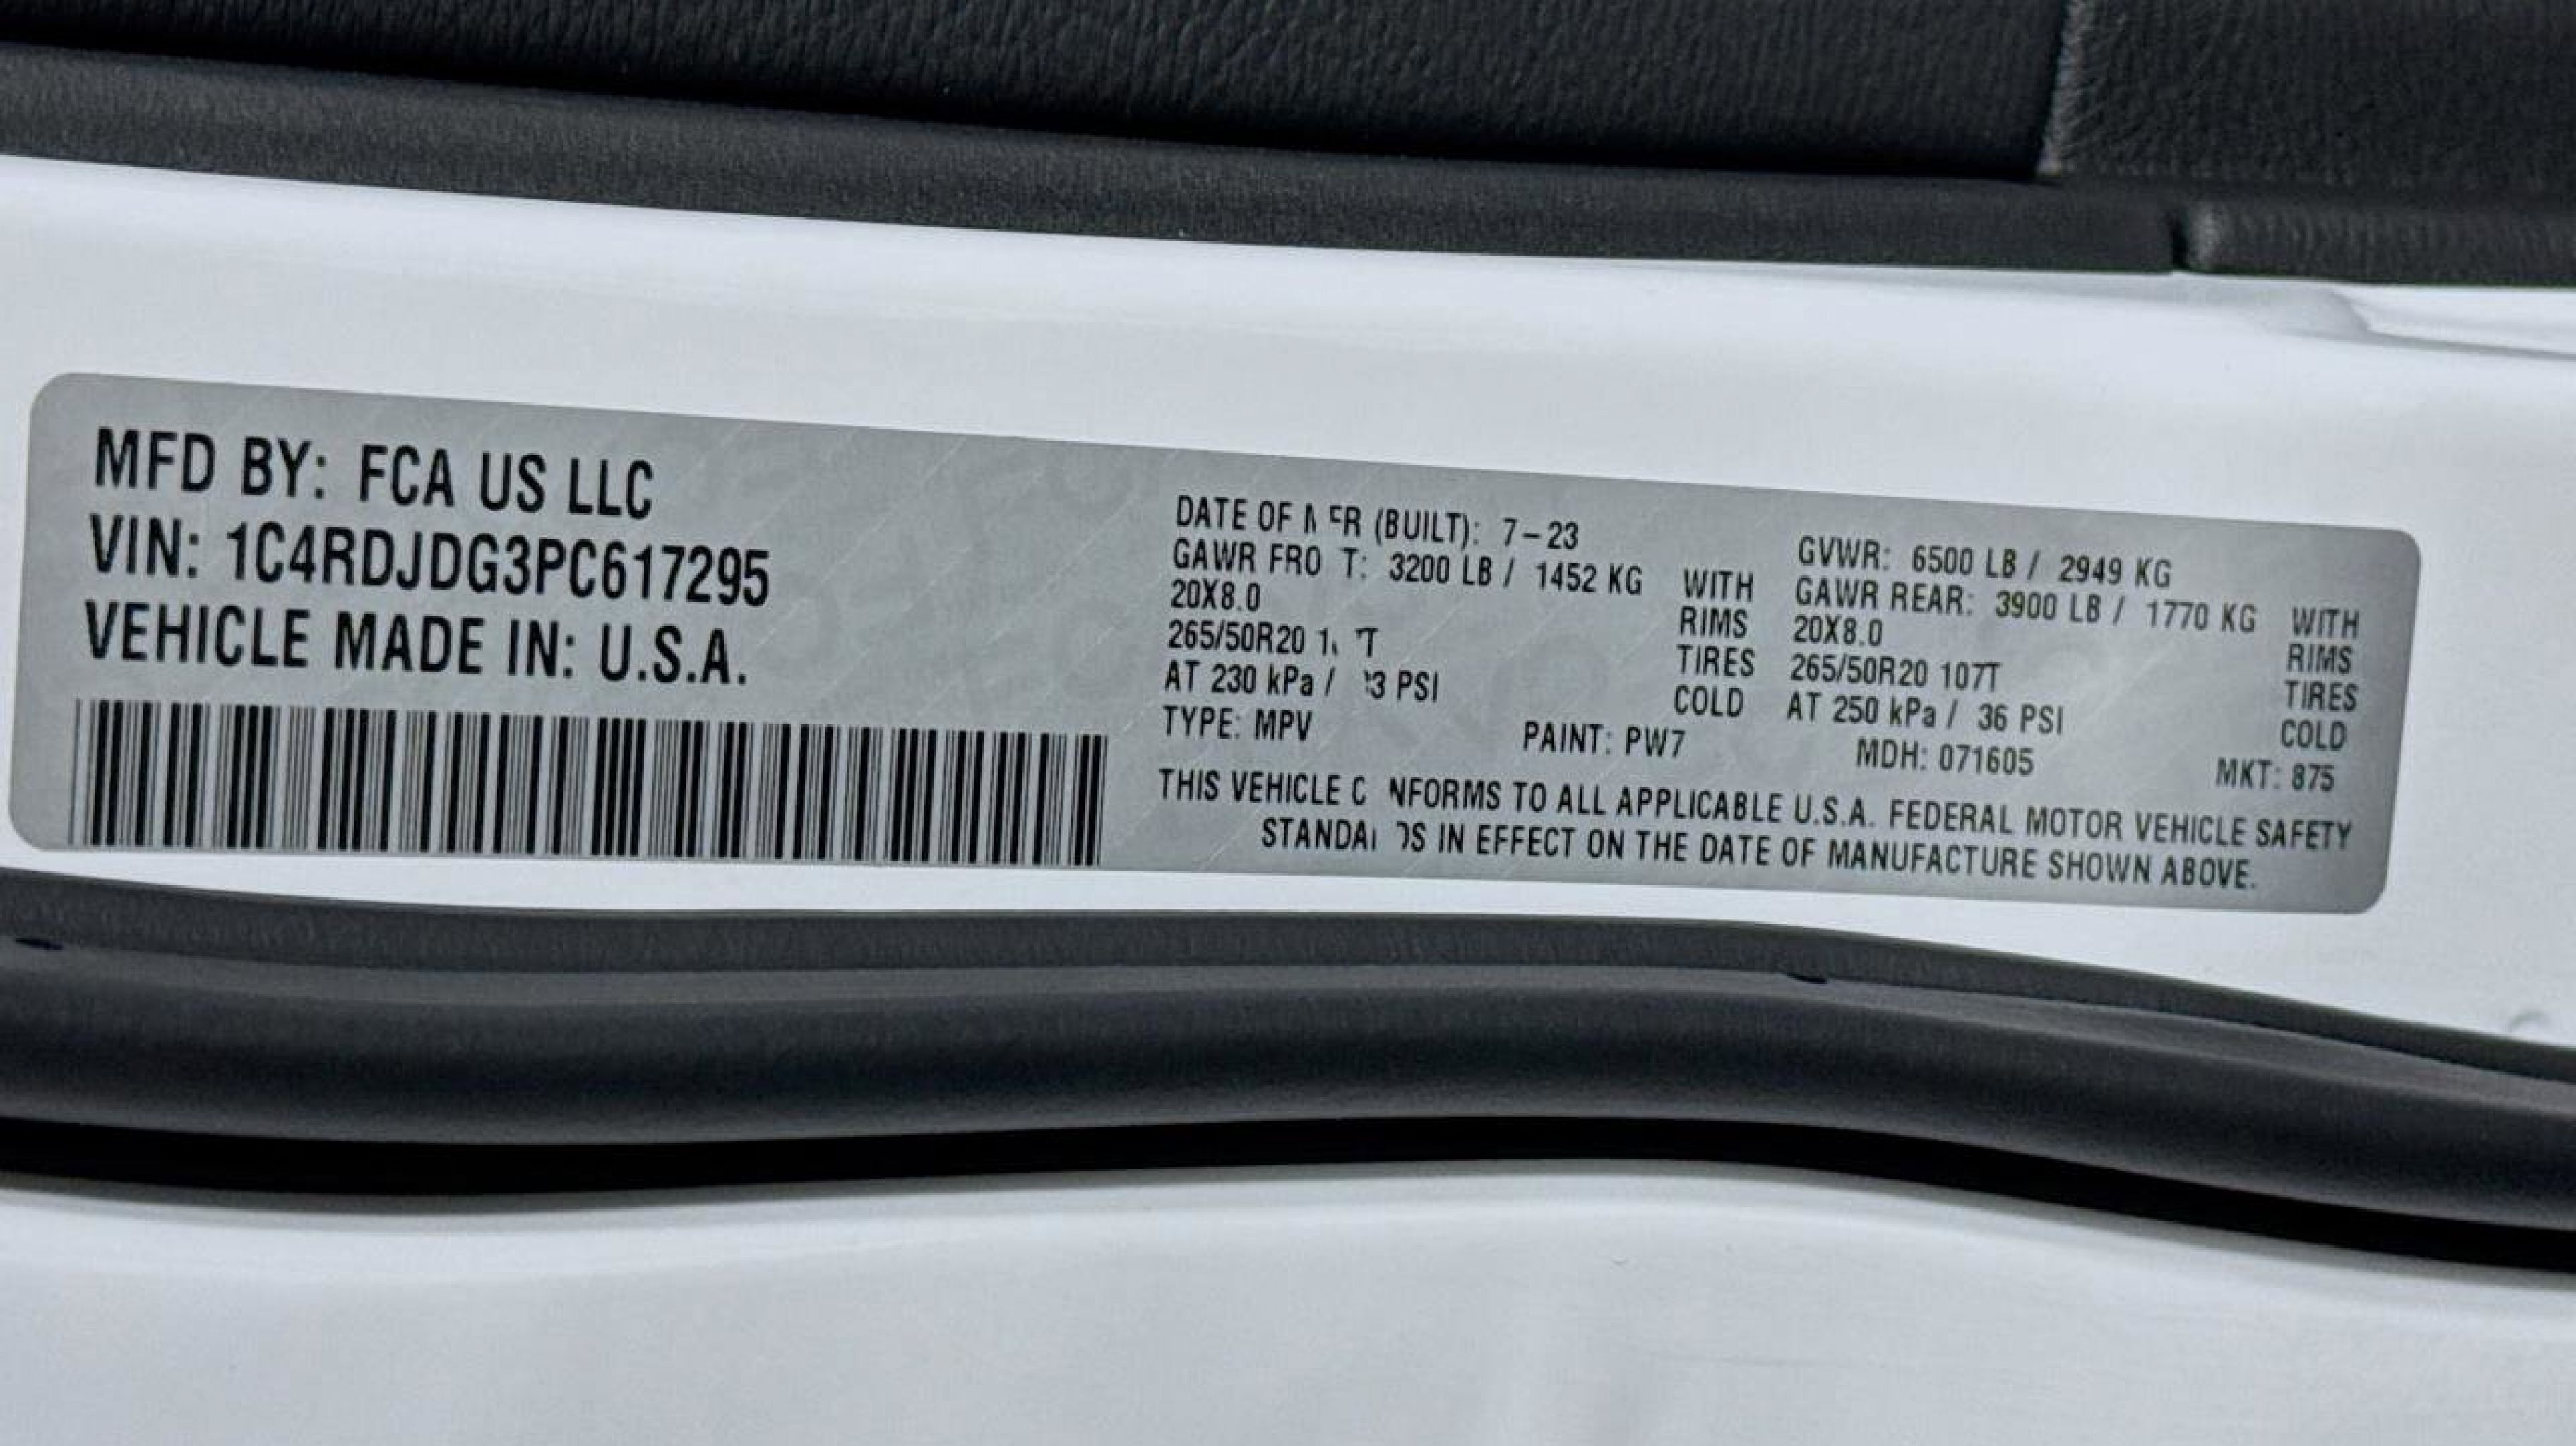 MFD BY: FCA US LLC
VIN: 1C4RDJDG3PC617295
VEHICLE MADE IN: U.S.A.
DATE OF (BUILT): 7-23
GAWR 3200 LB / 1452 KG WITH
20X8.0 RIMS
265/50R20 TIRES
AT 230 kPa / PSI COLD
GVWR: 6500 LB / 2949 KG
GAWR REAR: 3900 LB / 1770 KG WITH
20X8.0 RIMS
265/50R20 107T TIRES
AT 250 kPa / 36 PSI COLD
TYPE: MPV PAINT: PW7 MDH: 071605 MKT: 875
THIS VEHICLE TO ALL APPLICABLE U.S.A. FEDERAL MOTOR VEHICLE SAFETY
IN EFFECT ON THE DATE OF MANUFACTURE SHOWN ABOVE.